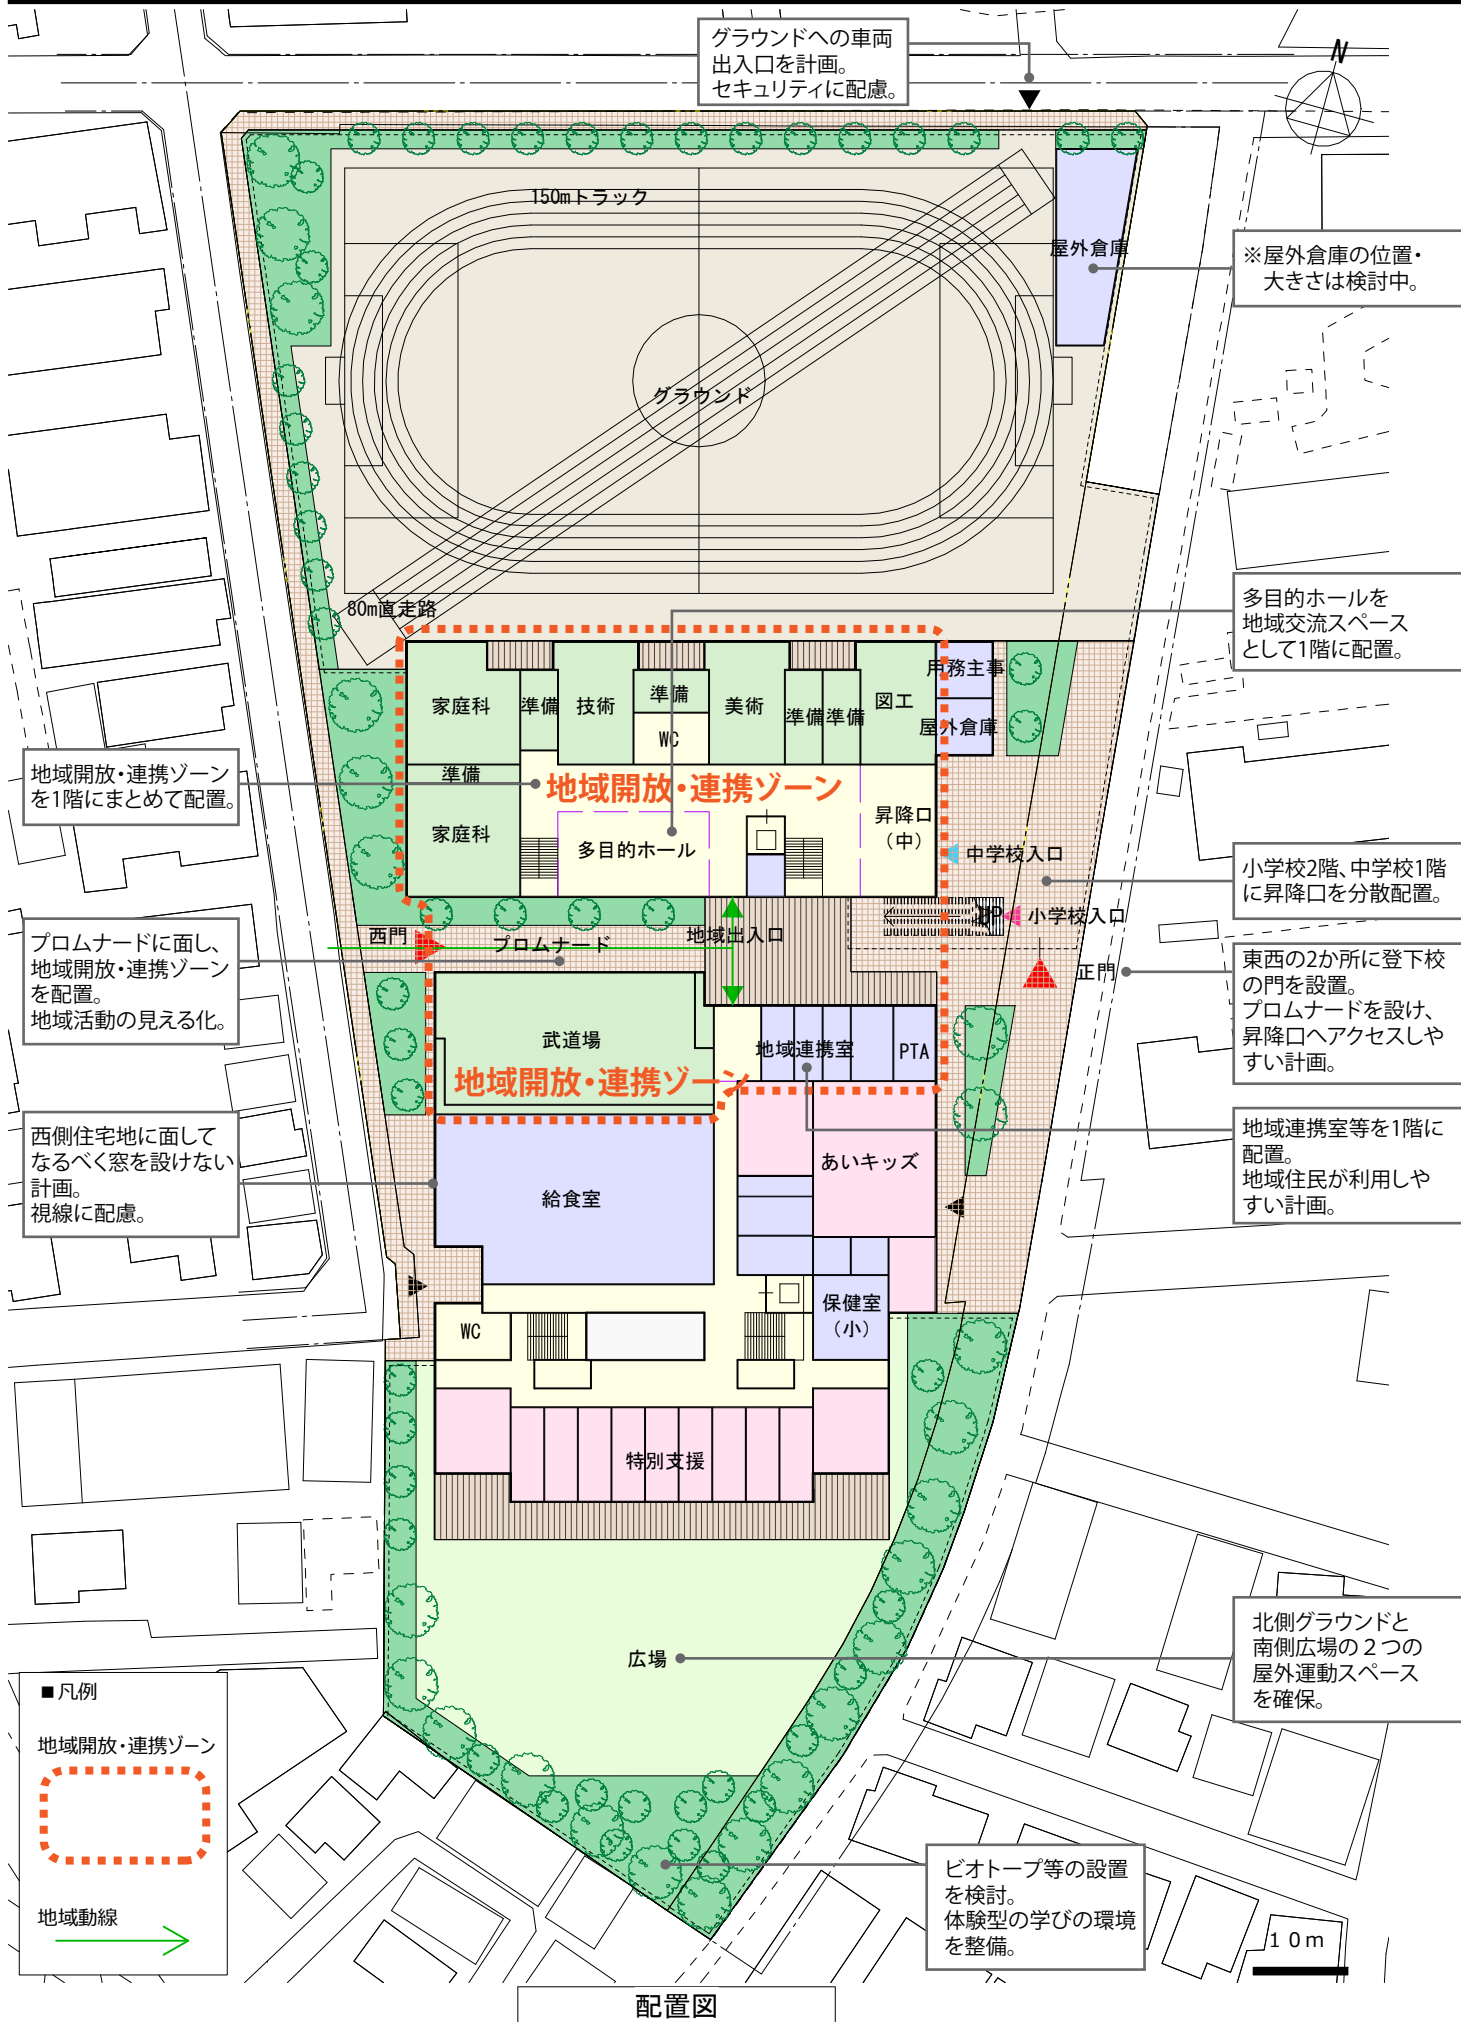 グラウンドへの車両
出入口を計画。
セキュリティに配慮。
N
150mトラック
屋外倉庫
※屋外倉庫の位置・
大きさは検討中。
グラウンド
80m直走路
多目的ホールを
地域交流スペース
として1階に配置。
家庭科
準備
技術
準備
WC
美術
準備
準備
図工
用務主事
屋外倉庫
地域開放・連携ゾーン
を1階にまとめて配置。
準備
地域開放・連携ゾーン
家庭科
多目的ホール
昇降口
（中）
中学校入口
小学校2階、中学校1階
に昇降口を分散配置。
UP
小学校入口
西門
プロムナード
地域出入口
正門
プロムナードに面し、
地域開放・連携ゾーン
を配置。
地域活動の見える化。
東西の2か所に登下校
の門を設置。
プロムナードを設け、
昇降口へアクセスしや
すい計画。
武道場
地域連携室
PTA
地域開放・連携ゾーン
西側住宅地に面して
なるべく窓を設けない
計画。
視線に配慮。
地域連携室等を1階に
配置。
地域住民が利用しや
すい計画。
あいキッズ
給食室
保健室
（小）
WC
特別支援
広場
北側グラウンドと
南側広場の２つの
屋外運動スペース
を確保。
■凡例
地域開放・連携ゾーン
地域動線
ビオトープ等の設置
を検討。
体験型の学びの環境
を整備。
１０ｍ
配置図